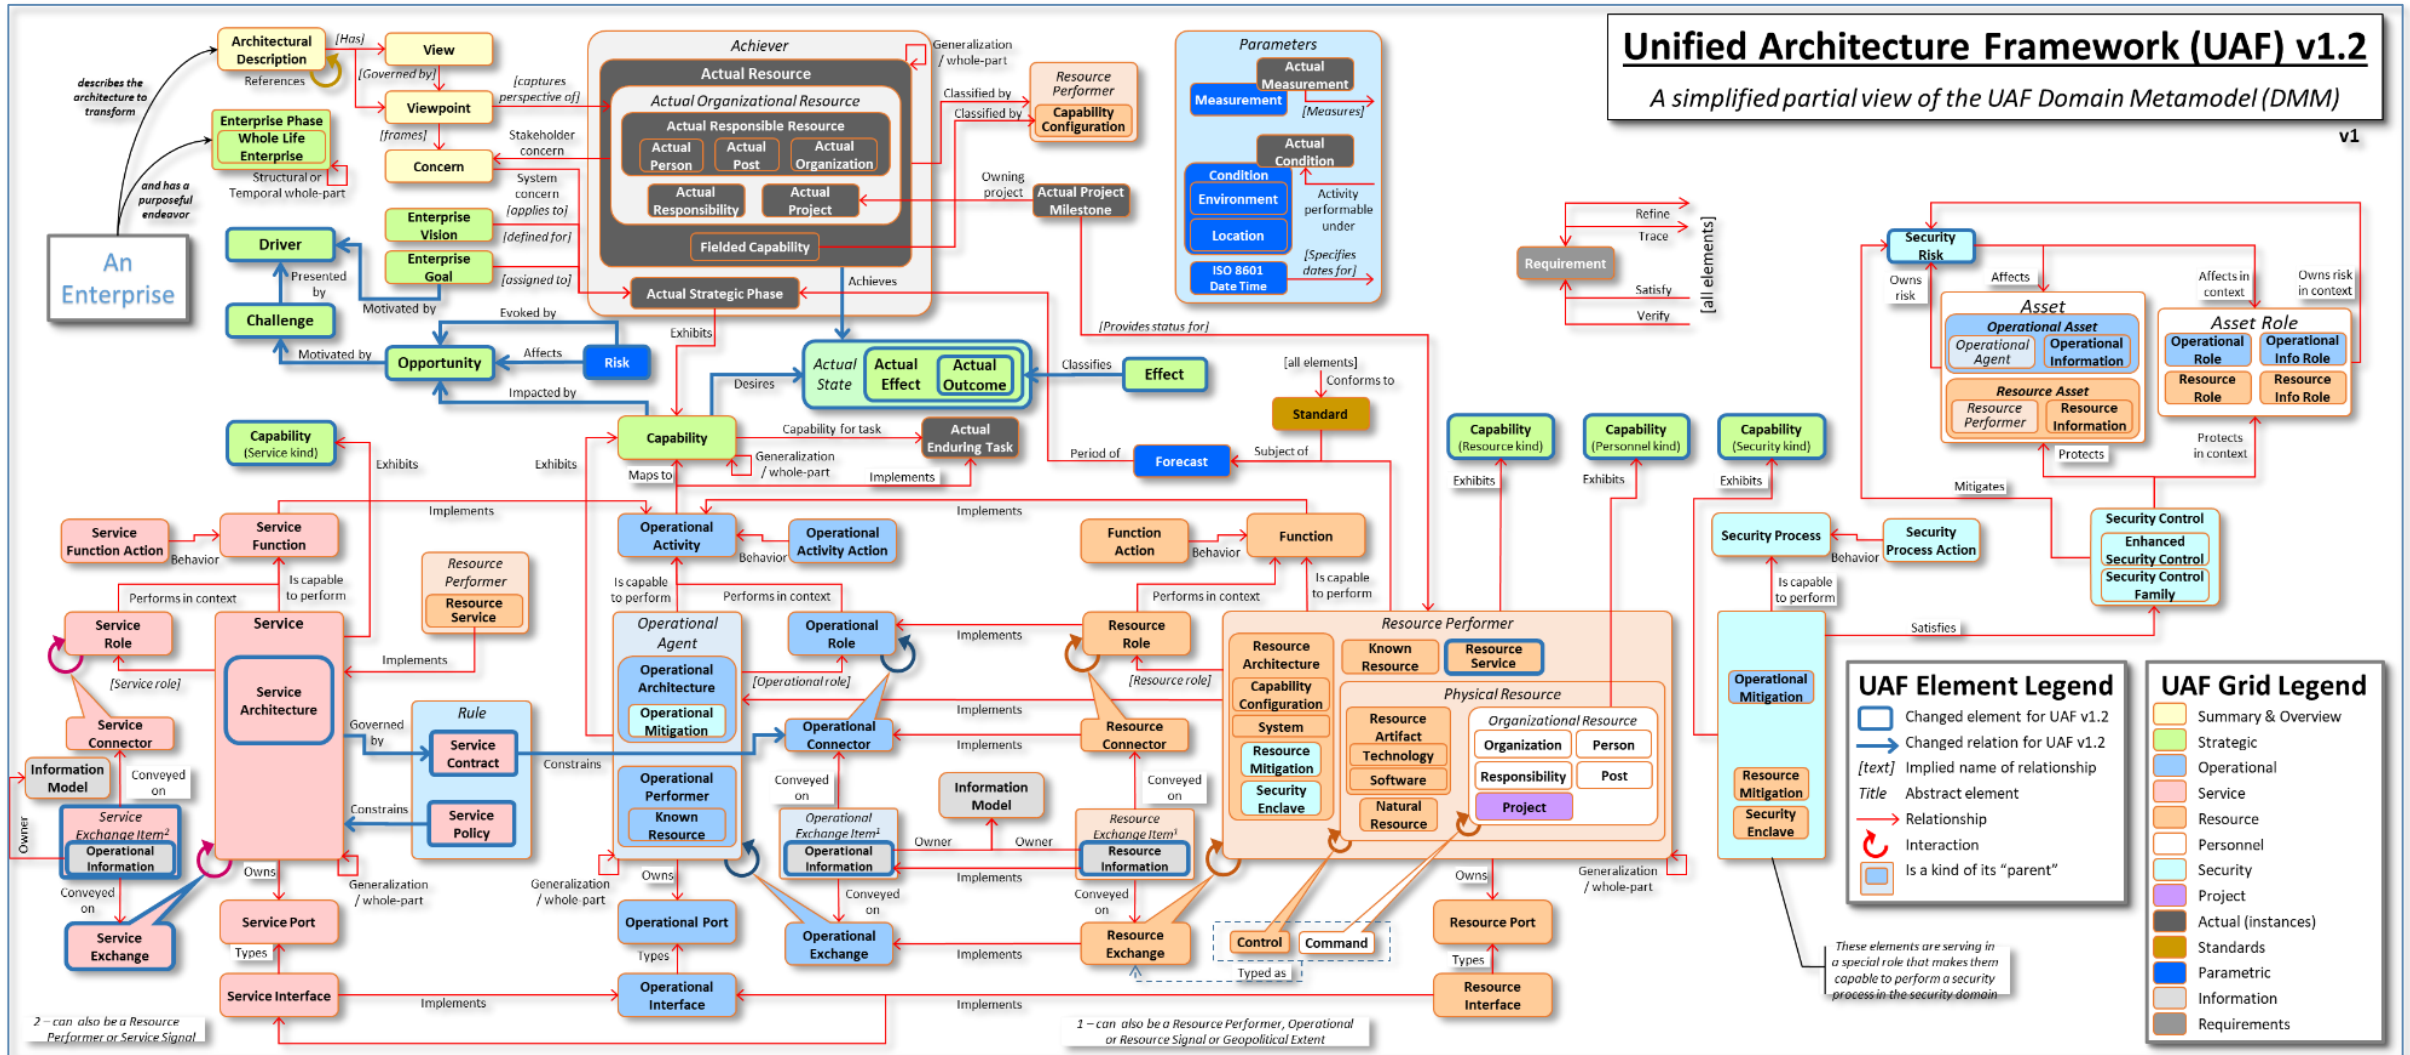 Unified Architecture Framework (UAF) v1.2
A simplified partial view of the UAF Domain Metamodel (DMM)
v1
Architectural
Description
References
[Has]
View
[Governed by]
Viewpoint
[captures
perspective of]
[frames]
Concern
Stakeholder
concern
System
concern
[applies to]
describes the
architecture to
transform
Enterprise Phase
Whole Life
Enterprise
Structural or
Temporal whole-part
and has a
purposeful
endeavor
An
Enterprise
Enterprise
Vision
[defined for]
Enterprise
Goal
[assigned to]
Driver
Presented
by
Motivated by
Challenge
Motivated by
Opportunity
Evoked by
Affects
Risk
Impacted by
Achiever
Actual Resource
Actual Organizational Resource
Actual Responsible Resource
Actual
Person
Actual
Post
Actual
Organization
Actual
Responsibility
Actual
Project
Fielded Capability
Actual Strategic Phase
Generalization
/ whole-part
Classified by
Classified by
Resource
Performer
Capability
Configuration
Owning
project
Actual Project
Milestone
Achieves
Exhibits
[Provides status for]
Parameters
Actual
Measurement
Measurement
[Measures]
Actual
Condition
Condition
Environment
Location
Activity
performable
under
ISO 8601
Date Time
[Specifies
dates for]
Requirement
Refine
Trace
Satisfy
Verify
[all elements]
Security
Risk
Owns
risk
Affects
Affects in
context
Owns risk
in context
Asset
Operational Asset
Operational
Agent
Operational
Information
Resource Asset
Resource
Performer
Resource
Information
Asset Role
Operational
Role
Operational
Info Role
Resource
Role
Resource
Info Role
Protects
Protects
in context
Mitigates
Actual
State
Actual
Effect
Actual
Outcome
Classifies
Effect
Desires
[all elements]
Conforms to
Standard
Subject of
Forecast
Period of
Capability
Capability for task
Actual
Enduring Task
Generalization
/ whole-part
Implements
Maps to
Exhibits
Capability
(Service kind)
Exhibits
Capability
(Resource kind)
Exhibits
Capability
(Personnel kind)
Exhibits
Capability
(Security kind)
Exhibits
Service
Function Action
Behavior
Service
Function
Implements
Operational
Activity
Behavior
Operational
Activity Action
Implements
Function
Action
Behavior
Function
Security Process
Behavior
Security
Process Action
Security Control
Enhanced
Security Control
Security Control
Family
Is capable
to perform
Satisfies
Performs in context
Is capable
to perform
Resource
Performer
Resource
Service
Implements
Is capable
to perform
Performs in context
Performs in context
Is capable
to perform
Service
Role
[Service role]
Service
Service
Architecture
Service
Connector
Information
Model
Owner
Conveyed
on
Service
Exchange Item2
Operational
Information
Conveyed
on
Service
Exchange
Governed
by
Rule
Service
Contract
Constrains
Constrains
Service
Policy
Owns
Generalization
/ whole-part
Service Port
Types
Service Interface
Implements
Operational
Agent
Operational
Architecture
Operational
Mitigation
Operational
Performer
Known
Resource
Operational
Role
[Operational role]
Operational
Connector
Conveyed
on
Operational
Exchange Item1
Operational
Information
Conveyed
on
Operational
Exchange
Generalization
/ whole-part
Owns
Operational Port
Types
Operational
Interface
Implements
Resource
Role
[Resource role]
Implements
Implements
Resource
Connector
Conveyed
on
Information
Model
Owner
Owner
Implements
Resource
Exchange Item1
Resource
Information
Conveyed
on
Resource
Exchange
Implements
Implements
Resource Performer
Resource
Architecture
Capability
Configuration
System
Resource
Mitigation
Security
Enclave
Known
Resource
Resource
Service
Physical Resource
Resource
Artifact
Technology
Software
Natural
Resource
Organizational Resource
Organization
Person
Responsibility
Post
Project
Control
Command
Typed as
Owns
Generalization
/ whole-part
Resource Port
Types
Resource
Interface
Operational
Mitigation
Resource
Mitigation
Security
Enclave
These elements are serving in
a special role that makes them
capable to perform a security
process in the security domain
UAF Element Legend
Changed element for UAF v1.2
Changed relation for UAF v1.2
[text] Implied name of relationship
Title Abstract element
Relationship
Interaction
Is a kind of its “parent”
UAF Grid Legend
Summary & Overview
Strategic
Operational
Service
Resource
Personnel
Security
Project
Actual (instances)
Standards
Parametric
Information
Requirements
2 – can also be a Resource
Performer or Service Signal
1 – can also be a Resource Performer, Operational
or Resource Signal or Geopolitical Extent